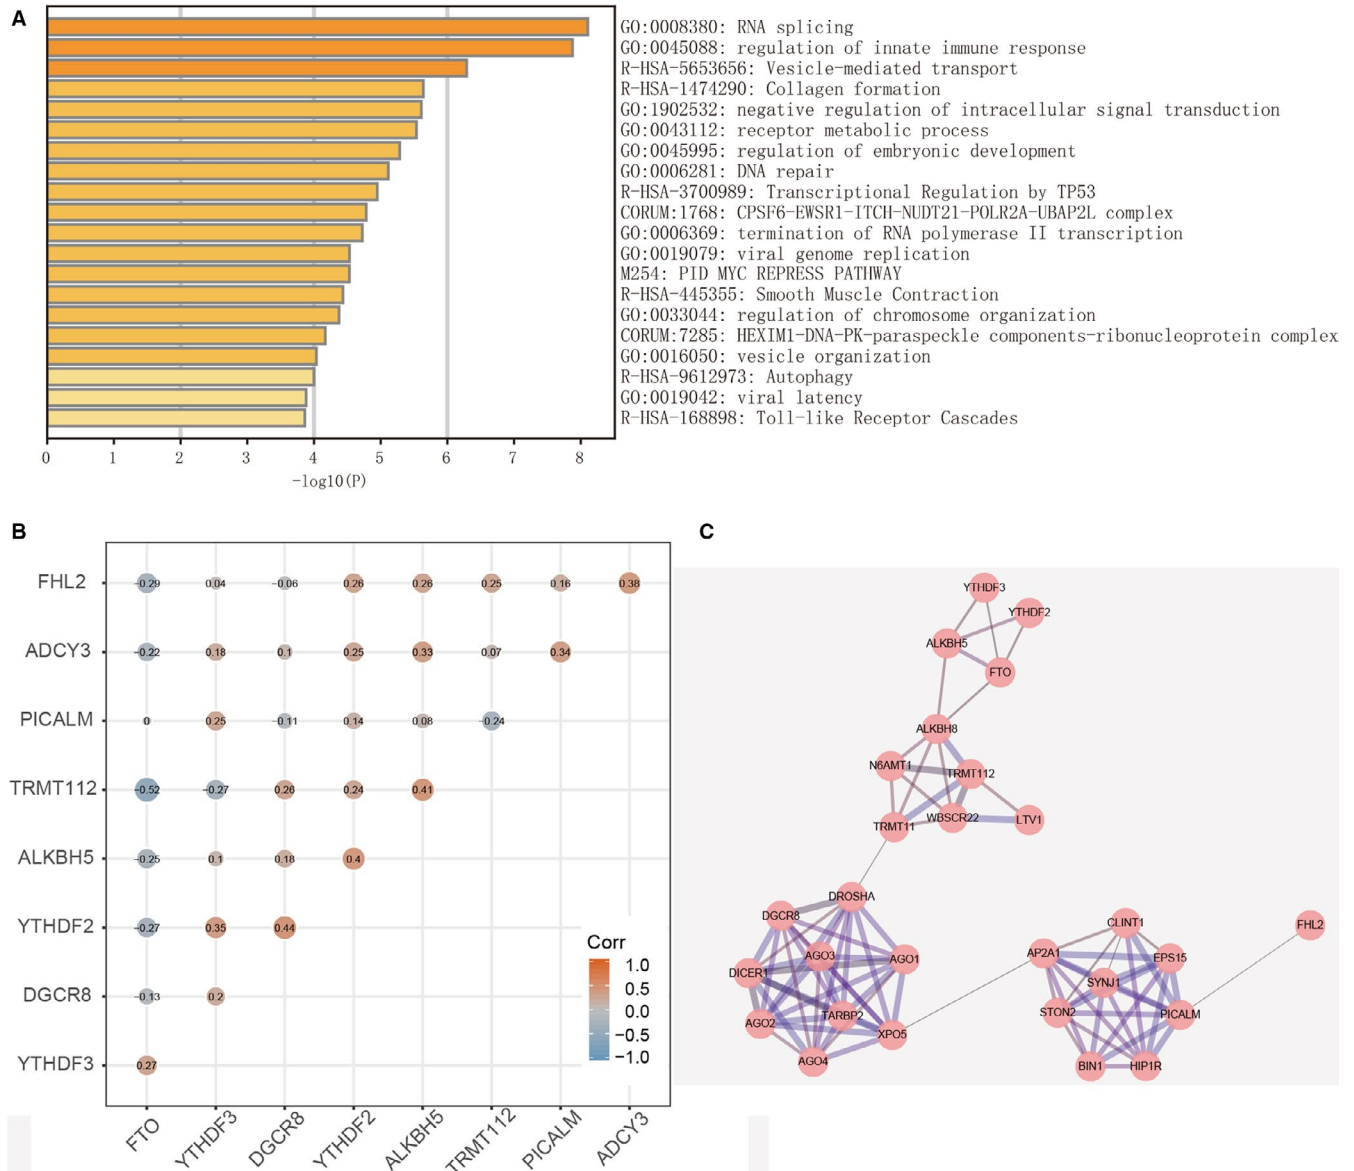 A
GO:0008380: RNA splicing
GO:0045088: regulation of innate immune response
R-HSA-5653656: Vesicle-mediated transport
R-HSA-1474290: Collagen formation
GO:1902532: negative regulation of intracellular signal transduction
GO:0043112: receptor metabolic process
GO:0045995: regulation of embryonic development
GO:0006281: DNA repair
R-HSA-3700989: Transcriptional Regulation by TP53
CORUM:1768: CPSF6-EWSR1-ITCH-NUDT21-POLR2A-UBAP2L complex
GO:0006369: termination of RNA polymerase II transcription
GO:0019079: viral genome replication
M254: PID MYC REPRESS PATHWAY
R-HSA-445355: Smooth Muscle Contraction
GO:0033044: regulation of chromosome organization
CORUM:7285: HEXIM1-DNA-PK-paraspeckle components-ribonucleoprotein complex
GO:0016050: vesicle organization
R-HSA-9612973: Autophagy
GO:0019042: viral latency
R-HSA-168898: Toll-like Receptor Cascades
0 1 2 3 4 5 6 7 8
-log10(P)
B
FHL2 -0.29 0.04 -0.06 0.26 0.26 0.25 0.16 0.38
ADCY3 -0.22 0.18 0.1 0.25 0.33 0.07 0.34
PICALM 0 0.25 -0.11 0.14 0.08 -0.24
TRMT112 -0.52 -0.27 0.26 0.24 0.41
ALKBH5 -0.25 0.1 0.18 0.4
YTHDF2 -0.27 0.35 0.44
DGCR8 -0.13 0.2
YTHDF3 0.27
FTO YTHDF3 DGCR8 YTHDF2 ALKBH5 TRMT112 PICALM ADCY3
Corr
1.0
0.5
0.0
-0.5
-1.0
C
YTHDF3
YTHDF2
ALKBH5
FTO
ALKBH8
N6AMT1
TRMT112
TRMT11
WBSCR22
LTV1
DROSHA
DGCR8
AGO3
AGO1
DICER1
AGO2
TARBP2
XPO5
AGO4
CLINT1
FHL2
AP2A1
EPS15
SYNJ1
STON2
PICALM
BIN1
HIP1R